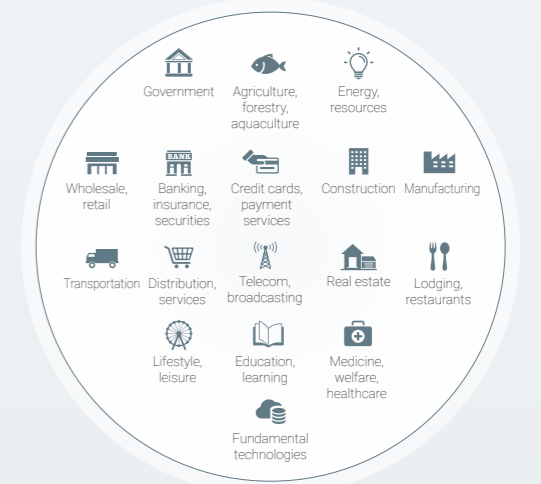 Government
Agriculture,
forestry,
aquaculture
Energy,
resources
Wholesale,
retail
BANK
Banking,
insurance,
securities
Credit cards,
payment
services
Construction
Manufacturing
Transportation
Distribution,
services
Telecom,
broadcasting
Real estate
Lodging,
restaurants
Lifestyle,
leisure
Education,
learning
Medicine,
welfare,
healthcare
Fundamental
technologies